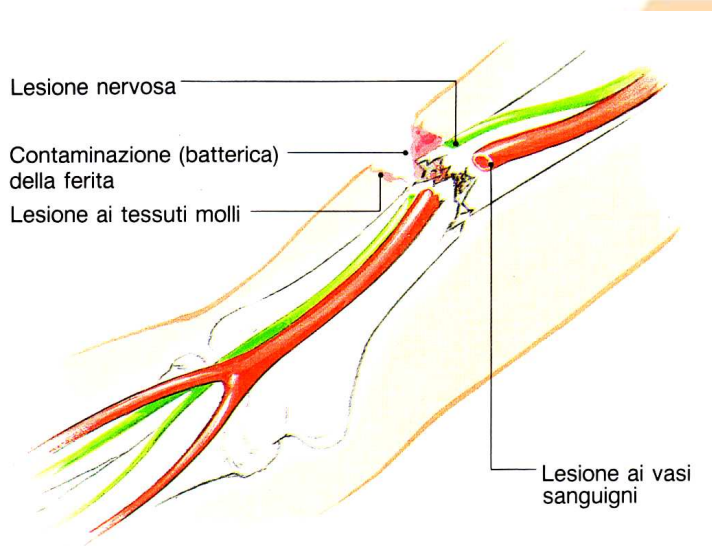 Lesione nervosa
Contaminazione (batterica)
della ferita
Lesione ai tessuti molli
Lesione ai vasi
sanguigni